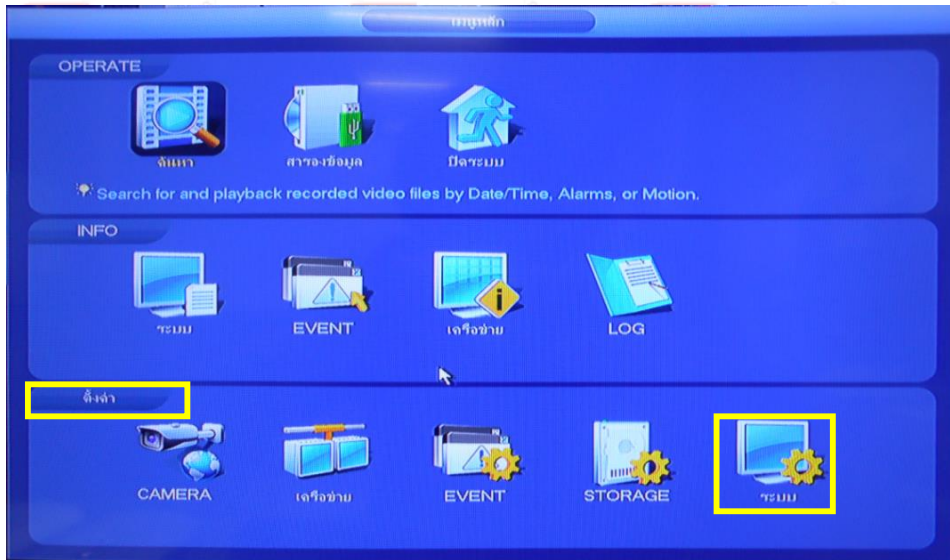 เมนูหลัก
OPERATE
ค้นหา
สำรองข้อมูล
ปิดระบบ
Search for and playback recorded video files by Date/Time, Alarms, or Motion.
INFO
ระบบ
EVENT
เครือข่าย
LOG
ตั้งค่า
CAMERA
เครือข่าย
EVENT
STORAGE
ระบบ